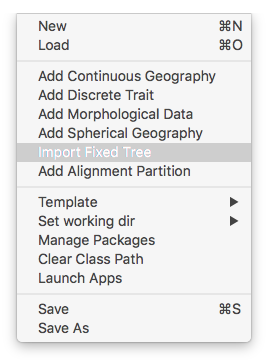 New ⌘N
Load ⌘O
Add Continuous Geography
Add Discrete Trait
Add Morphological Data
Add Spherical Geography
Import Fixed Tree
Add Alignment Partition
Template ▶
Set working dir ▶
Manage Packages
Clear Class Path
Launch Apps
Save ⌘S
Save As